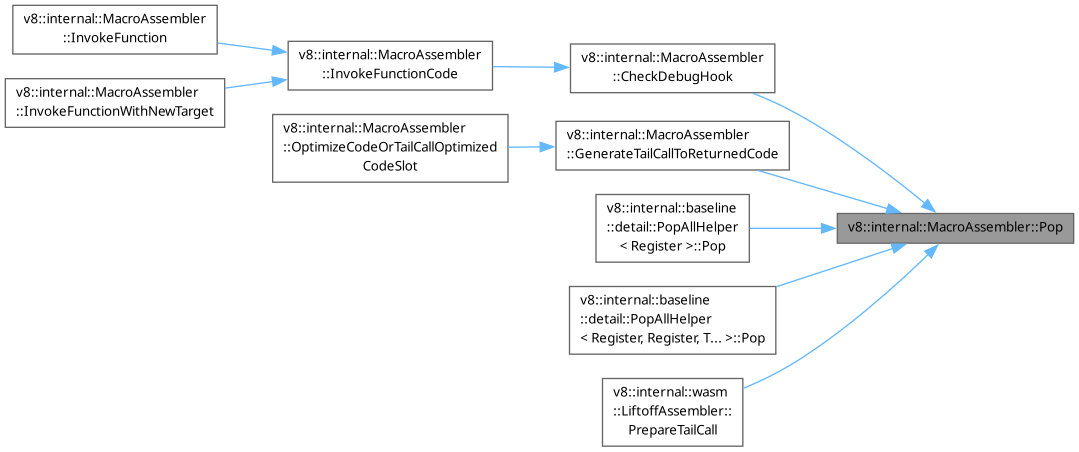 v8::internal::MacroAssembler
::InvokeFunction
v8::internal::MacroAssembler
::InvokeFunctionWithNewTarget
v8::internal::MacroAssembler
::InvokeFunctionCode
v8::internal::MacroAssembler
::OptimizeCodeOrTailCallOptimized
CodeSlot
v8::internal::MacroAssembler
::CheckDebugHook
v8::internal::MacroAssembler
::GenerateTailCallToReturnedCode
v8::internal::baseline
::detail::PopAllHelper
< Register >::Pop
v8::internal::baseline
::detail::PopAllHelper
< Register, Register, T... >::Pop
v8::internal::wasm
::LiftoffAssembler::
PrepareTailCall
v8::internal::MacroAssembler::Pop